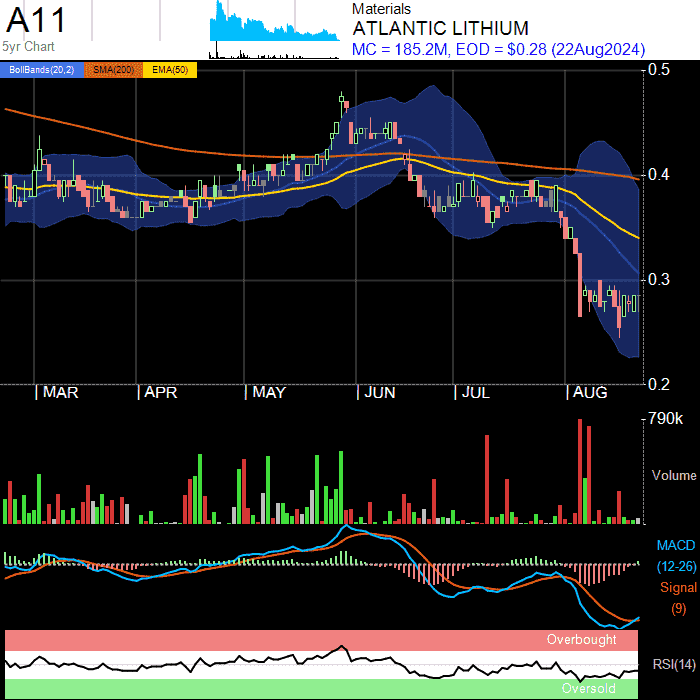 A11
5yr Chart
Materials
ATLANTIC LITHIUM
MC = 185.2M, EOD = $0.28 (22Aug2024)
BollBands(20,2) SMA(200) EMA(50)
0.5
0.4
0.3
0.2
MAR APR MAY JUN JUL AUG
790k
Volume
MACD
(12-26)
Signal
(9)
Overbought
RSI(14)
Oversold